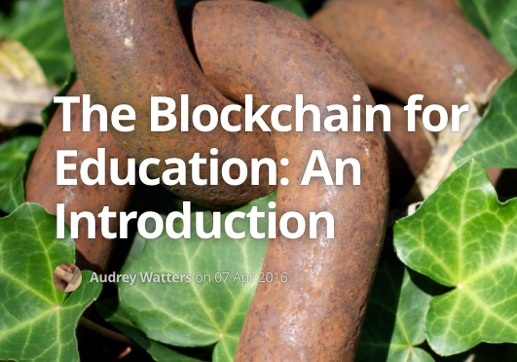 The Blockchain for
Education: An
Introduction
Audrey Watters on 07 Apr 2016